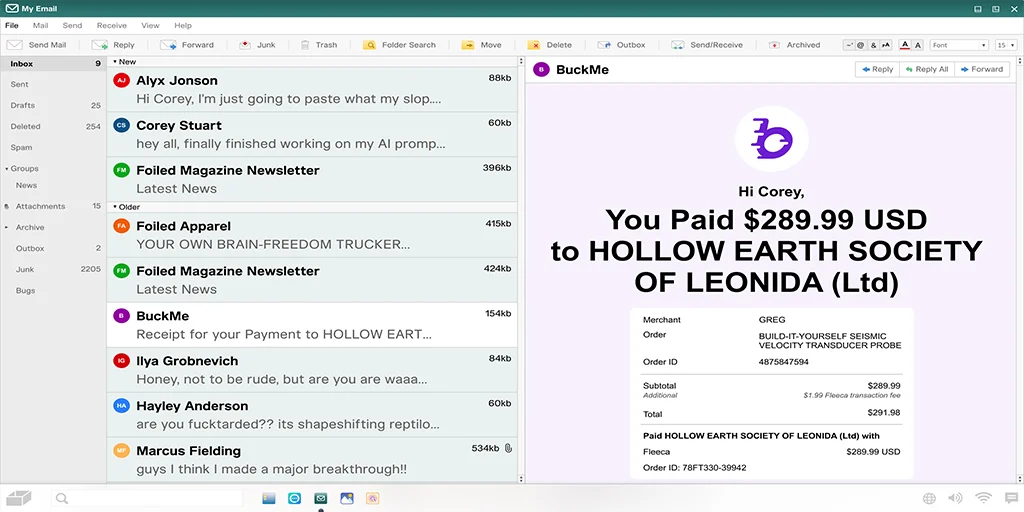 My Email
File Mail Send Receive View Help
Send Mail Reply Forward Junk Trash Folder Search Move Delete Outbox Send/Receive Archived @ & A A A Font 15
Inbox 9
Sent
Drafts 25
Deleted 254
Spam
Groups
News
Attachments 15
Archive
Outbox 2
Junk 2205
Bugs
New
AJ Alyx Jonson 88kb
Hi Corey, I'm just going to paste what my slop....
CS Corey Stuart 60kb
hey all, finally finished working on my AI promp...
FM Foiled Magazine Newsletter 396kb
Latest News
Older
FA Foiled Apparel 415kb
YOUR OWN BRAIN-FREEDOM TRUCKER...
FM Foiled Magazine Newsletter 424kb
Latest News
B BuckMe 154kb
Receipt for your Payment to HOLLOW EART...
IG Ilya Grobnevich 84kb
Honey, not to be rude, but are you are waaa...
HA Hayley Anderson 60kb
are you fucktarded?? its shapeshifting reptilo...
MF Marcus Fielding 534kb
guys I think I made a major breakthrough!!
B BuckMe Reply Reply All Forward
b
Hi Corey,
You Paid $289.99 USD
to HOLLOW EARTH SOCIETY
OF LEONIDA (Ltd)
Merchant GREG
Order BUILD-IT-YOURSELF SEISMIC
VELOCITY TRANSDUCER PROBE
Order ID 4875847594
Subtotal $289.99
Additional $1.99 Fleeca transaction fee
Total $291.98
Paid HOLLOW EARTH SOCIETY OF LEONIDA (Ltd) with
Fleeca $289.99 USD
Order ID: 78FT330-39942